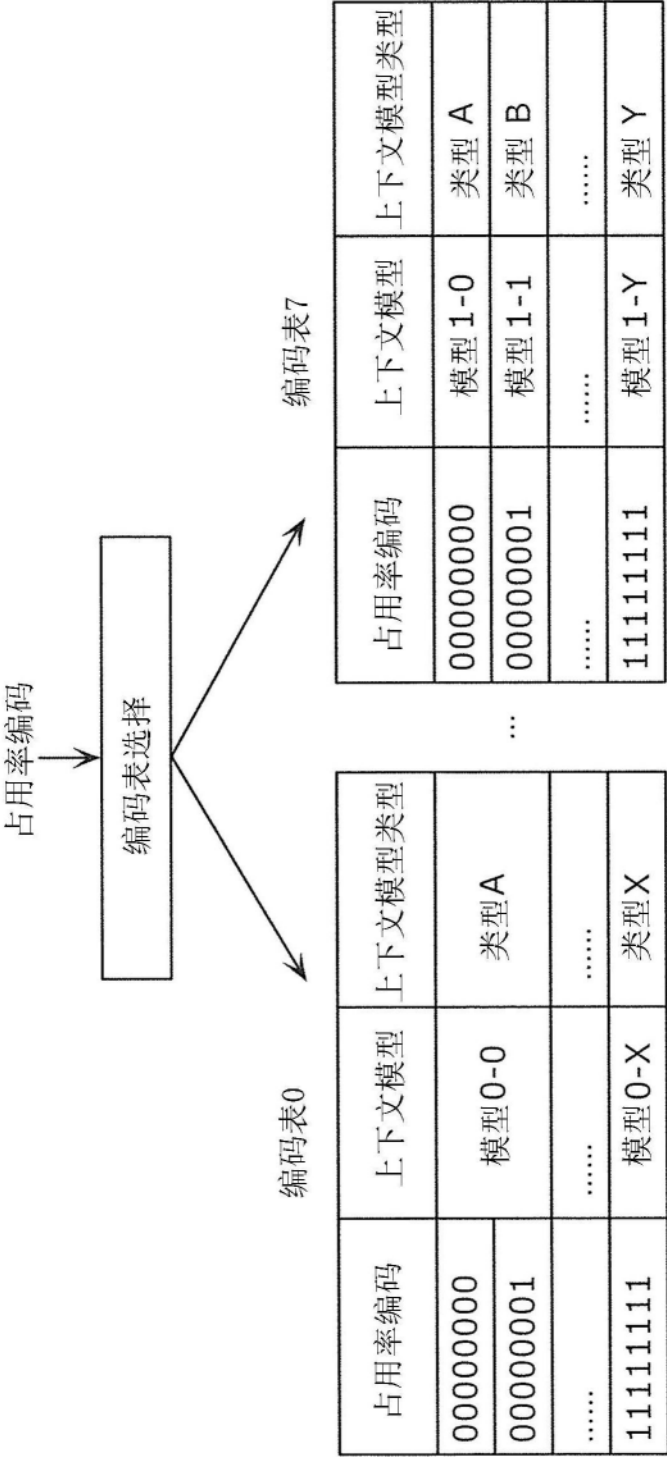 占用率编码
编码表选择
编码表0
占用率编码 上下文模型 上下文模型类型
00000000 模型0-0 类型A
00000001
...... ...... ......
11111111 模型0-X 类型X
...
编码表7
占用率编码 上下文模型 上下文模型类型
00000000 模型1-0 类型A
00000001 模型1-1 类型B
...... ...... ......
11111111 模型1-Y 类型Y